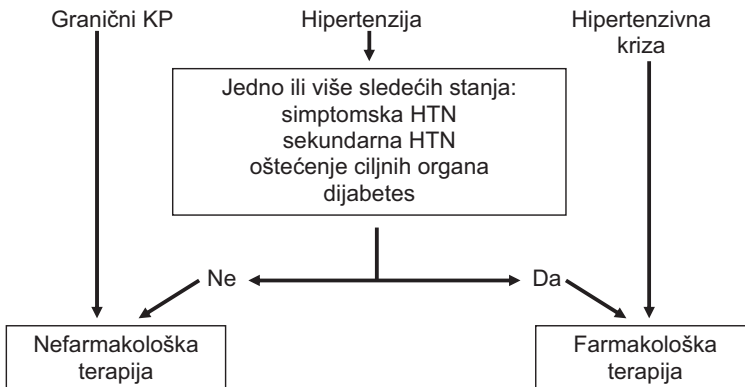 Granični KP
Hipertenzija
Hipertenzivna
kriza
Jedno ili više sledećih stanja:
simptomska HTN
sekundarna HTN
oštećenje ciljnih organa
dijabetes
Ne
Da
Nefarmakološka
terapija
Farmakološka
terapija